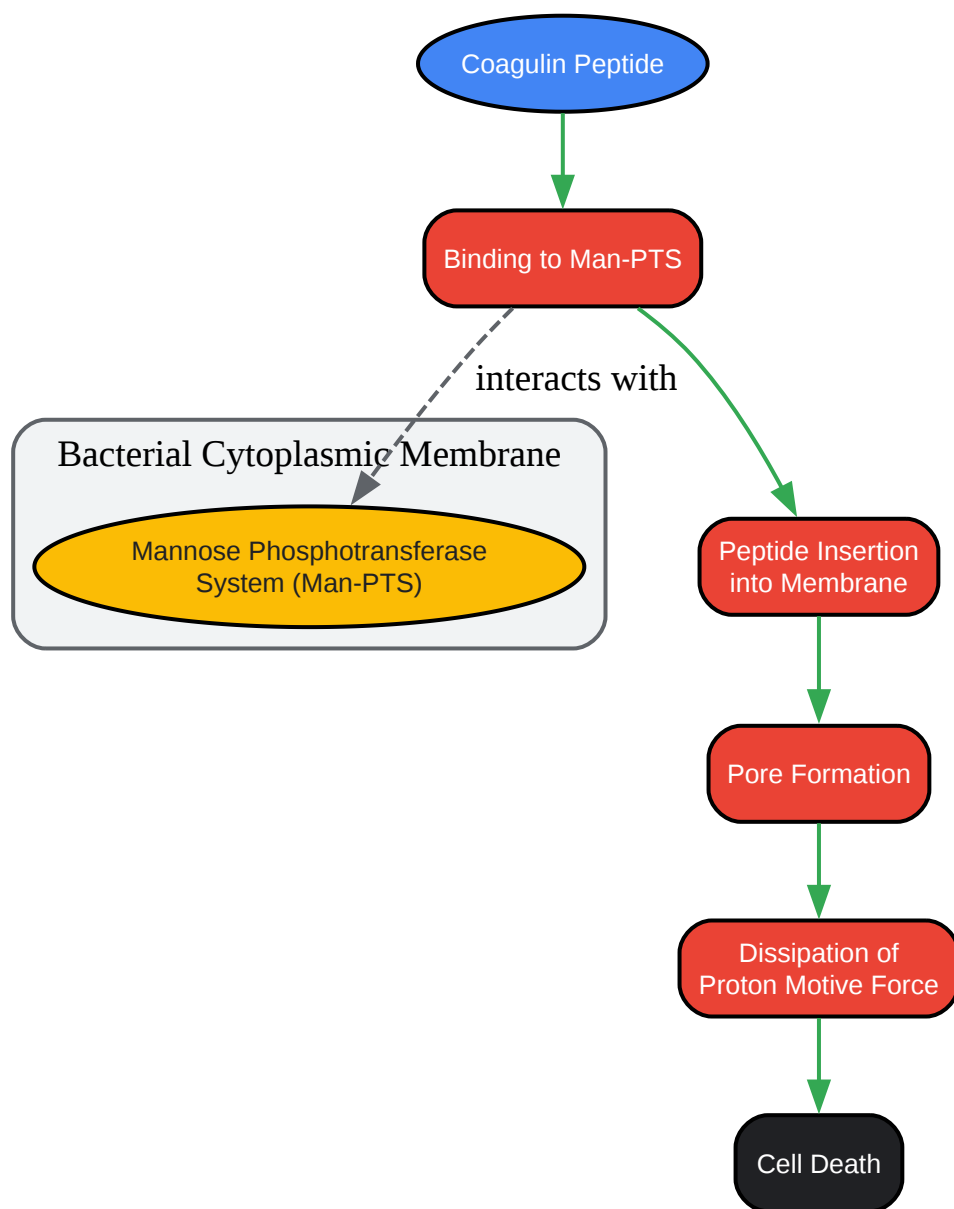 Coagulin Peptide
Binding to Man-PTS
interacts with
Bacterial Cytoplasmic Membrane
Mannose Phosphotransferase
System (Man-PTS)
Peptide Insertion
into Membrane
Pore Formation
Dissipation of
Proton Motive Force
Cell Death